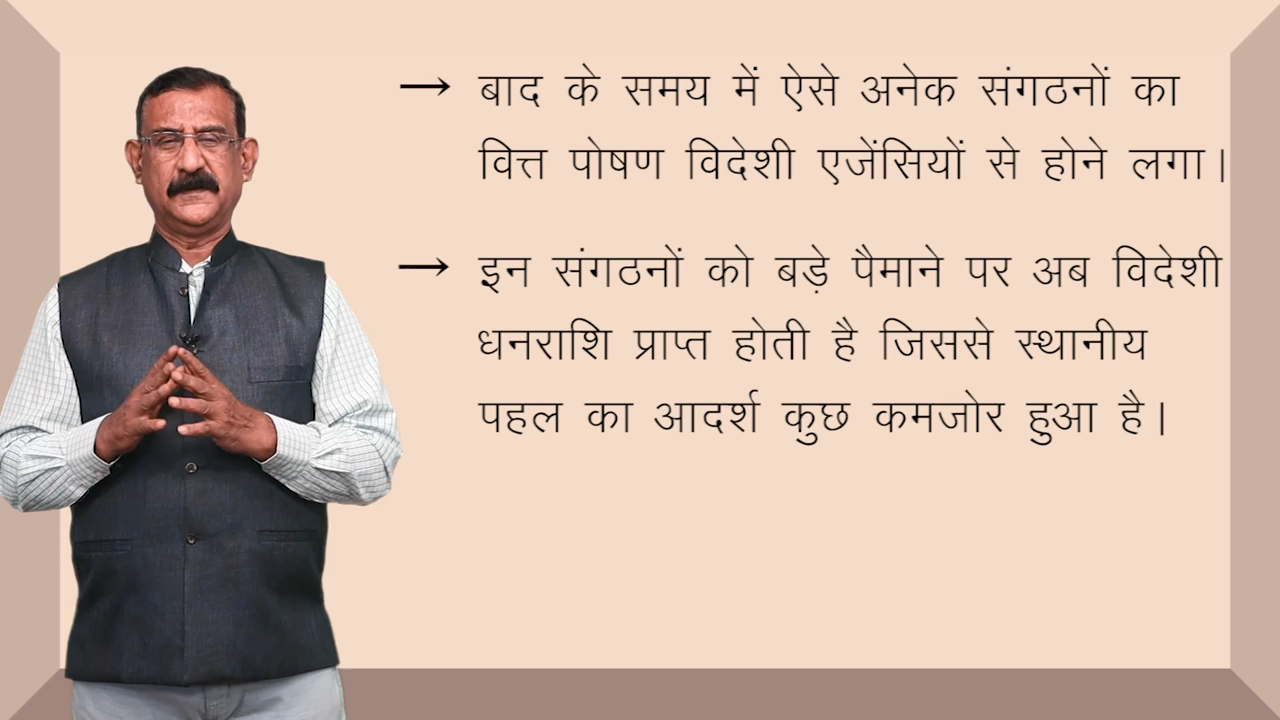 → बाद के समय में ऐसे अनेक संगठनों का
वित्त पोषण विदेशी एजेंसियों से होने लगा।
→ इन संगठनों को बड़े पैमाने पर अब विदेशी
धनराशि प्राप्त होती है जिससे स्थानीय
पहल का आदर्श कुछ कमजोर हुआ है।